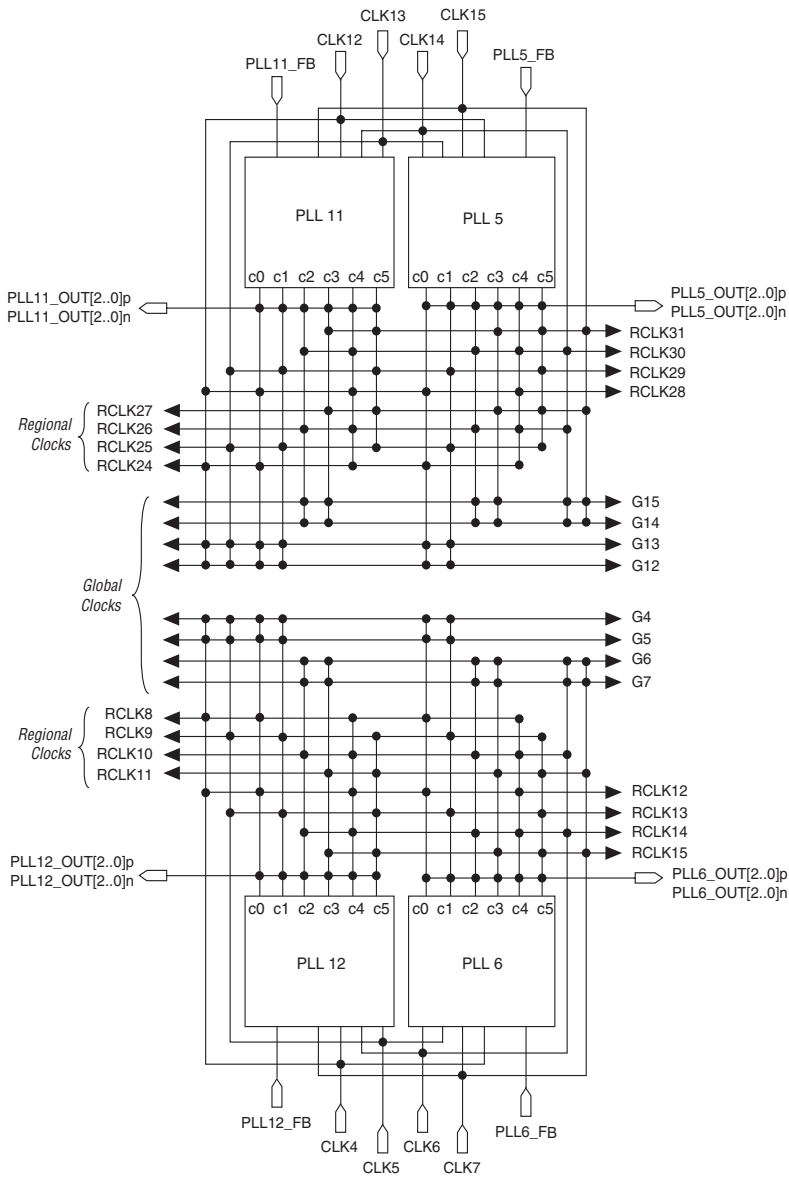 CLK13
CLK15
CLK12
CLK14
PLL11_FB
PLL5_FB
PLL 11
PLL 5
c0 c1 c2 c3 c4 c5
c0 c1 c2 c3 c4 c5
PLL11_OUT[2..0]p
PLL11_OUT[2..0]n
PLL5_OUT[2..0]p
PLL5_OUT[2..0]n
RCLK31
RCLK30
RCLK29
RCLK28
Regional
Clocks
RCLK27
RCLK26
RCLK25
RCLK24
G15
G14
G13
G12
Global
Clocks
G4
G5
G6
G7
Regional
Clocks
RCLK8
RCLK9
RCLK10
RCLK11
RCLK12
RCLK13
RCLK14
RCLK15
PLL12_OUT[2..0]p
PLL12_OUT[2..0]n
PLL6_OUT[2..0]p
PLL6_OUT[2..0]n
c0 c1 c2 c3 c4 c5
c0 c1 c2 c3 c4 c5
PLL 12
PLL 6
PLL12_FB
PLL6_FB
CLK4
CLK6
CLK5
CLK7